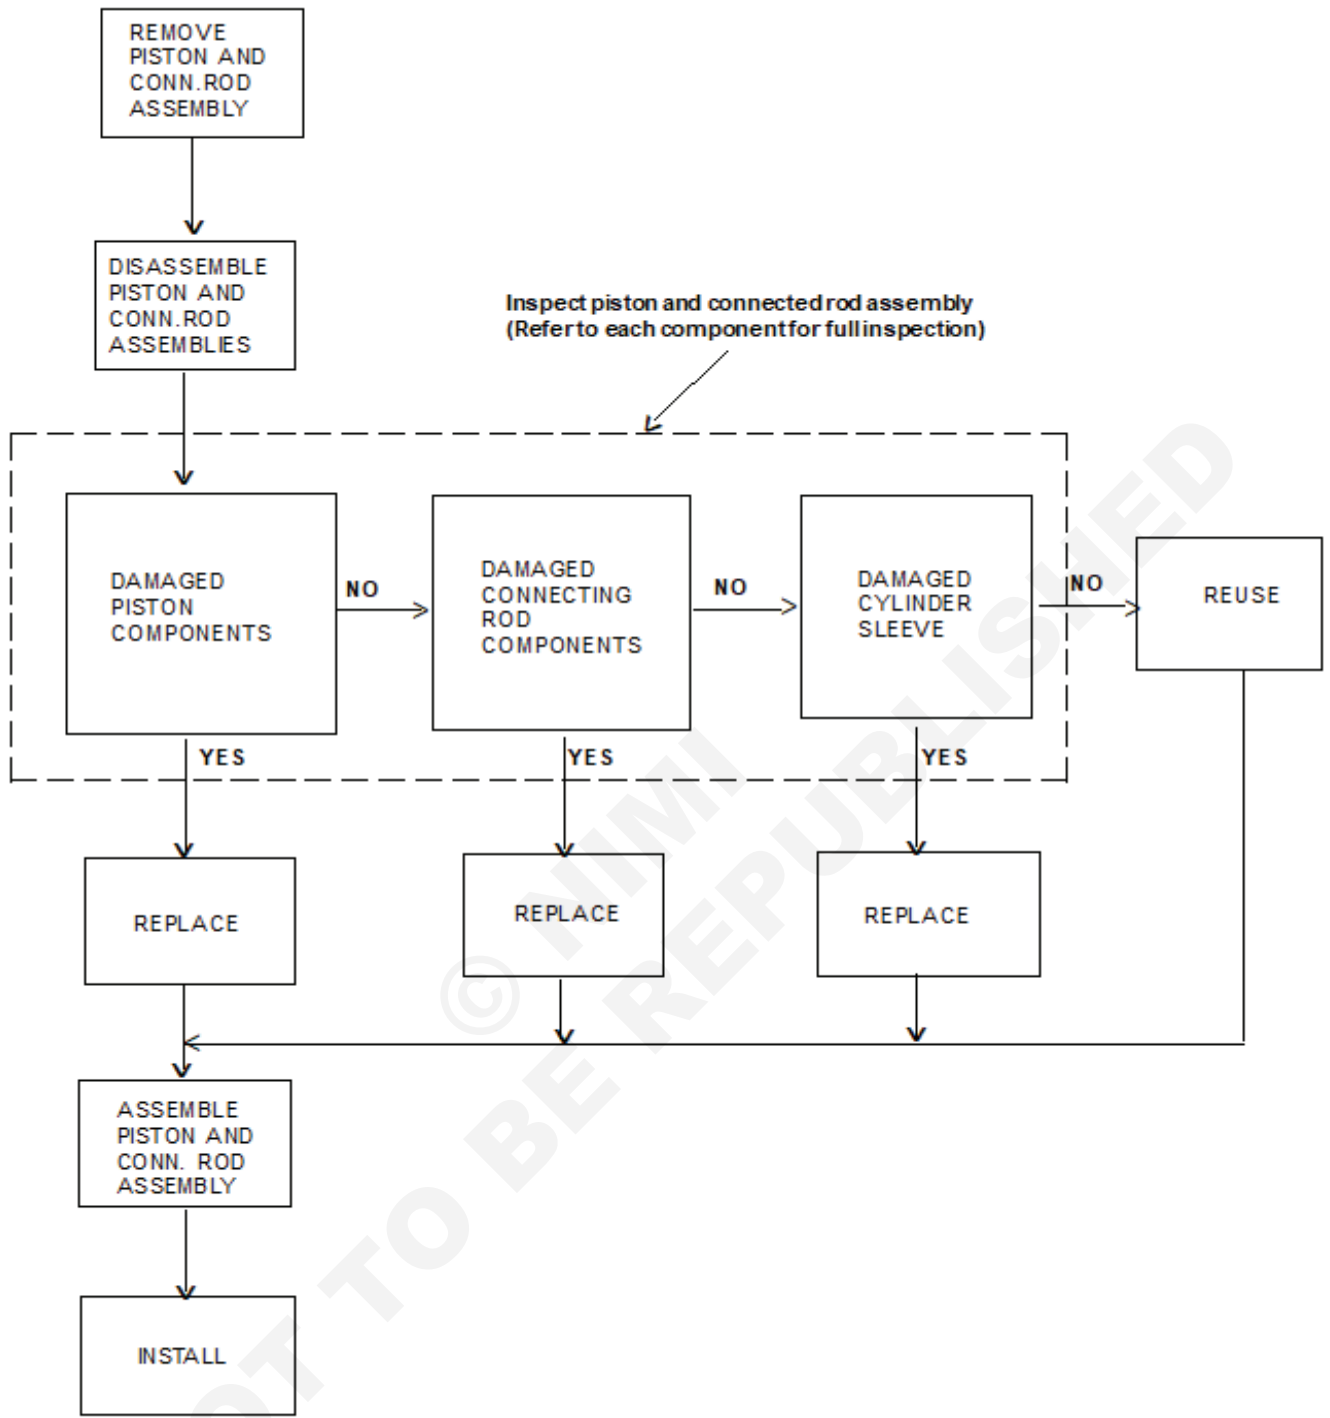 REMOVE
PISTON AND
CONN.ROD
ASSEMBLY
DISASSEMBLE
PISTON AND
CONN.ROD
ASSEMBLIES
Inspect piston and connected rod assembly
(Refer to each component for full inspection)
DAMAGED
PISTON
COMPONENTS
NO
DAMAGED
CONNECTING
ROD
COMPONENTS
NO
DAMAGED
CYLINDER
SLEEVE
NO
REUSE
YES
YES
YES
REPLACE
REPLACE
REPLACE
ASSEMBLE
PISTON AND
CONN. ROD
ASSEMBLY
INSTALL
© NIMI
OT TO BE REPUBLISHED